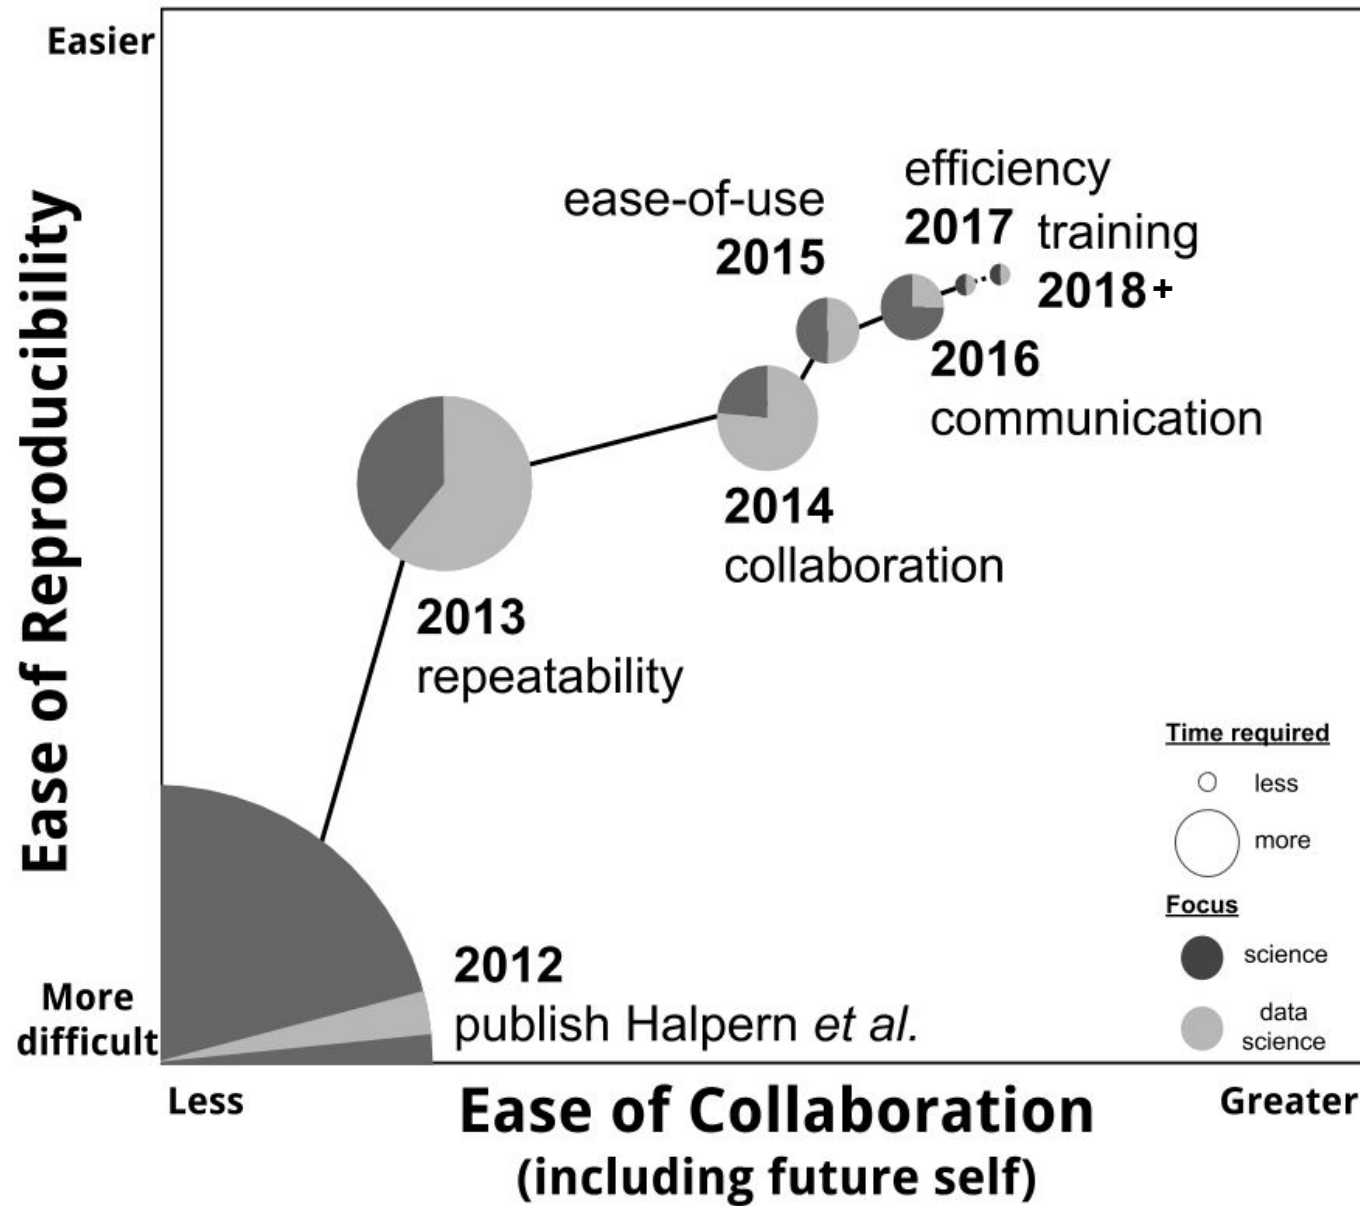 Easier
Ease of Reproducibility
More
difficult
efficiency
2017
training
2018+
ease-of-use
2015
2016
communication
2014
collaboration
2013
repeatability
2012
publish Halpern et al.
Time required
less
more
Focus
science
data
science
Less
Ease of Collaboration
(including future self)
Greater